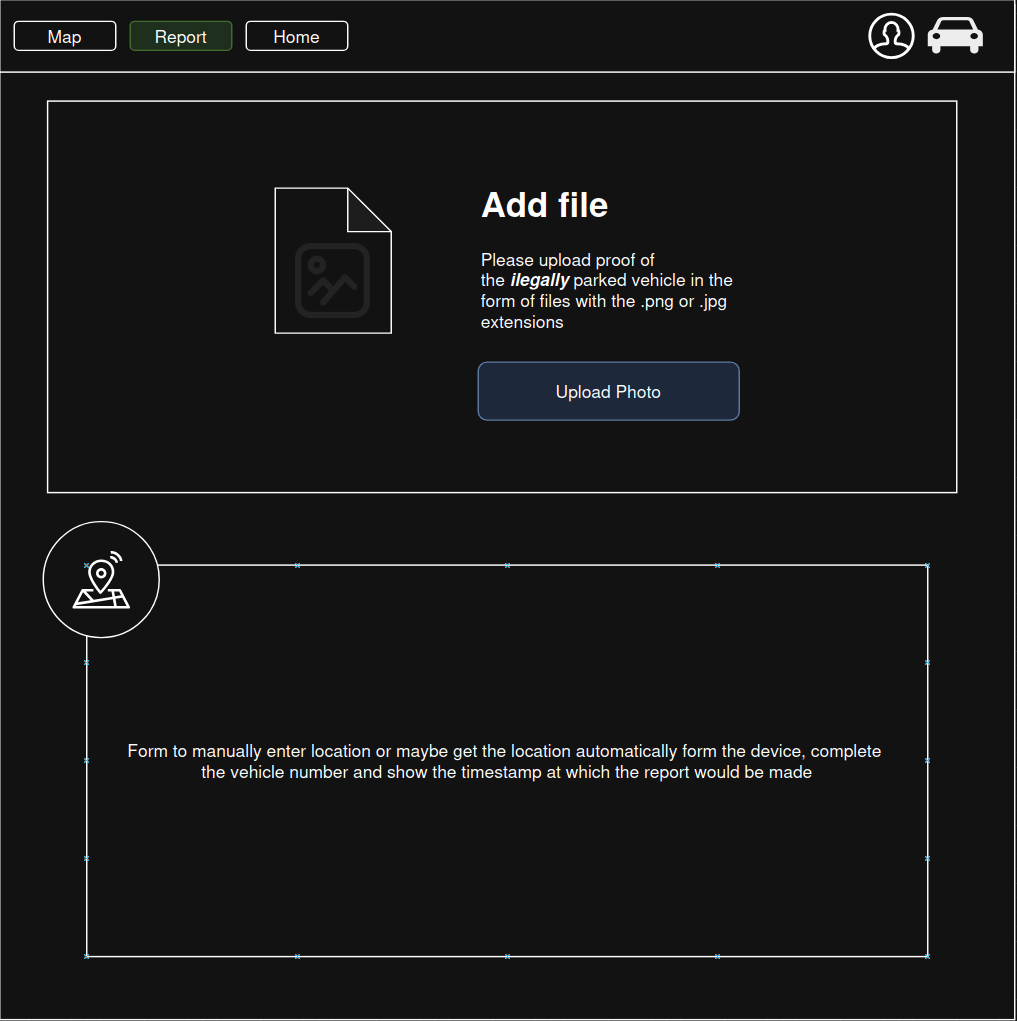 Map
Report
Home
Add file
Please upload proof of
the ilegally parked vehicle in the
form of files with the .png or .jpg
extensions
Upload Photo
Form to manually enter location or maybe get the location automatically form the device, complete
the vehicle number and show the timestamp at which the report would be made